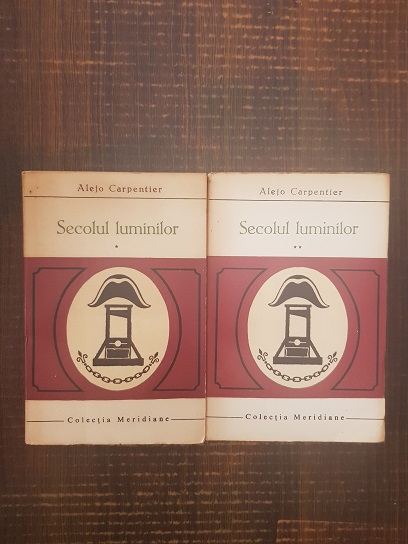 Alejo Carpentier
Secolul luminilor
*
Colecția Meridiane
Alejo Carpentier
Secolul luminilor
**
Colecția Meridiane